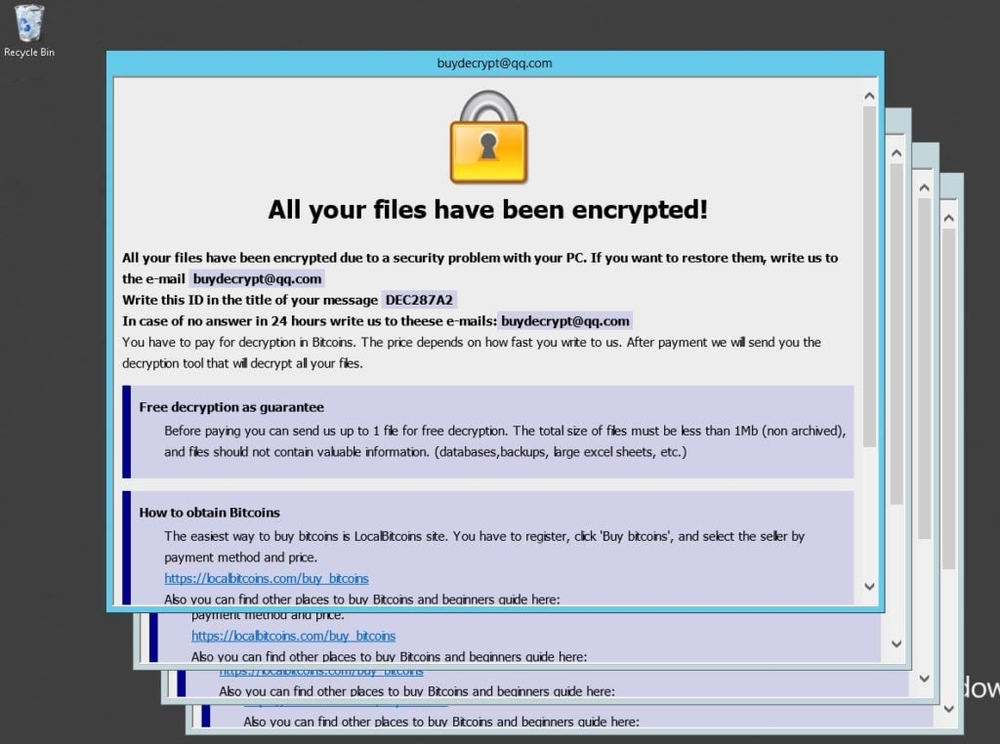 Recycle Bin
buydecrypt@qq.com
All your files have been encrypted!
All your files have been encrypted due to a security problem with your PC. If you want to restore them, write us to
the e-mail buydecrypt@qq.com
Write this ID in the title of your message DEC287A2
In case of no answer in 24 hours write us to theese e-mails: buydecrypt@qq.com
You have to pay for decryption in Bitcoins. The price depends on how fast you write to us. After payment we will send you the
decryption tool that will decrypt all your files.
Free decryption as guarantee
Before paying you can send us up to 1 file for free decryption. The total size of files must be less than 1Mb (non archived),
and files should not contain valuable information. (databases,backups, large excel sheets, etc.)
How to obtain Bitcoins
The easiest way to buy bitcoins is LocalBitcoins site. You have to register, click 'Buy bitcoins', and select the seller by
payment method and price.
https://localbitcoins.com/buy_bitcoins
Also you can find other places to buy Bitcoins and beginners guide here:
payment method and price.
https://localbitcoins.com/buy_bitcoins
Also you can find other places to buy Bitcoins and beginners guide here:
https://localbitcoins.com/buy_bitcoins
Also you can find other places to buy Bitcoins and beginners guide here:
Also you can find other places to buy Bitcoins and beginners guide here: